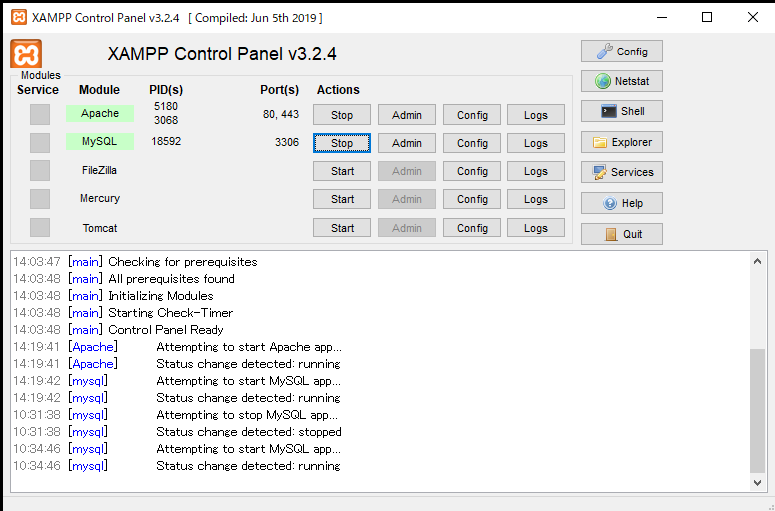 XAMPP Control Panel v3.2.4 [ Compiled: Jun 5th 2019 ]
XAMPP Control Panel v3.2.4
Config
Modules
Service Module PID(s) Port(s) Actions
Netstat
Apache 5180 3068 80, 443 Stop Admin Config Logs
Shell
MySQL 18592 3306 Stop Admin Config Logs
Explorer
FileZilla Start Admin Config Logs
Services
Mercury Start Admin Config Logs
Help
Tomcat Start Admin Config Logs
Quit
14:03:47 [main] Checking for prerequisites
14:03:48 [main] All prerequisites found
14:03:48 [main] Initializing Modules
14:03:48 [main] Starting Check-Timer
14:03:48 [main] Control Panel Ready
14:19:41 [Apache] Attempting to start Apache app...
14:19:41 [Apache] Status change detected: running
14:19:42 [mysql] Attempting to start MySQL app...
14:19:42 [mysql] Status change detected: running
10:31:38 [mysql] Attempting to stop MySQL app...
10:31:38 [mysql] Status change detected: stopped
10:34:46 [mysql] Attempting to start MySQL app...
10:34:46 [mysql] Status change detected: running